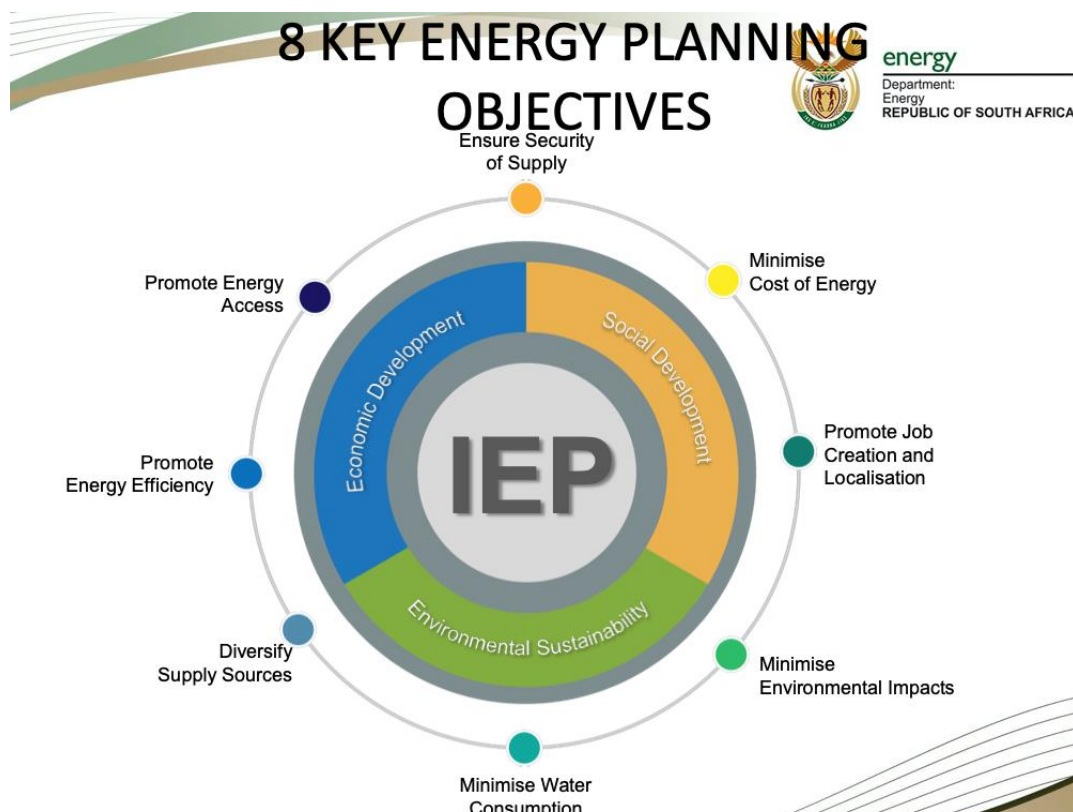 8 KEY ENERGY PLANNING
OBJECTIVES
energy
Department:
Energy
REPUBLIC OF SOUTH AFRICA
Ensure Security
of Supply
Minimise
Cost of Energy
Promote Job
Creation and
Localisation
Minimise
Environmental Impacts
Minimise Water
Consumption
Diversify
Supply Sources
Promote
Energy Efficiency
Promote Energy
Access
Economic Development
Social Development
Environmental Sustainability
IEP